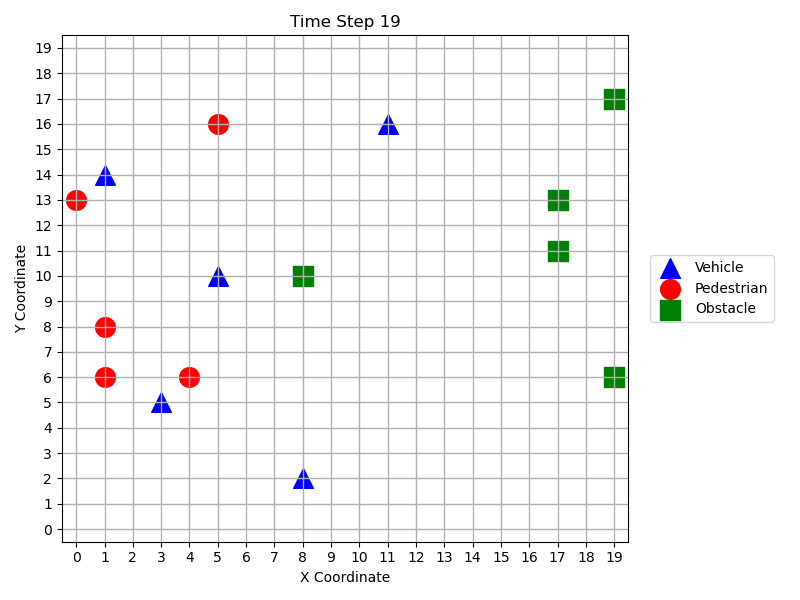 Time Step 19
19
18
17
16
15
14
13
12
11
10
9
8
7
6
5
4
3
2
1
0
Y Coordinate
0 1 2 3 4 5 6 7 8 9 10 11 12 13 14 15 16 17 18 19
X Coordinate
Vehicle
Pedestrian
Obstacle